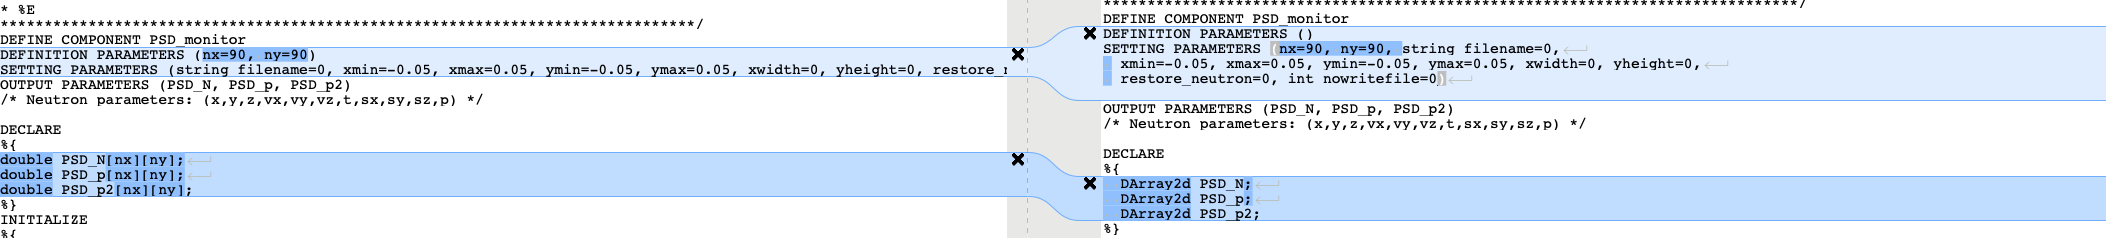 * %E
*******************************************************************************/
DEFINE COMPONENT PSD_monitor
DEFINITION PARAMETERS (nx=90, ny=90)
SETTING PARAMETERS (string filename=0, xmin=-0.05, xmax=0.05, ymin=-0.05, ymax=0.05, xwidth=0, yheight=0, restore_
OUTPUT PARAMETERS (PSD_N, PSD_p, PSD_p2)
/* Neutron parameters: (x,y,z,vx,vy,vz,t,sx,sy,sz,p) */
DECLARE
%{
double PSD_N[nx][ny];
double PSD_p[nx][ny];
double PSD_p2[nx][ny];
%}
INITIALIZE
%{
*******************************************************************************/
DEFINE COMPONENT PSD_monitor
DEFINITION PARAMETERS ()
SETTING PARAMETERS (nx=90, ny=90, string filename=0,
xmin=-0.05, xmax=0.05, ymin=-0.05, ymax=0.05, xwidth=0, yheight=0,
restore_neutron=0, int nowritefile=0)
OUTPUT PARAMETERS (PSD_N, PSD_p, PSD_p2)
/* Neutron parameters: (x,y,z,vx,vy,vz,t,sx,sy,sz,p) */
DECLARE
%{
DArray2d PSD_N;
DArray2d PSD_p;
DArray2d PSD_p2;
%}